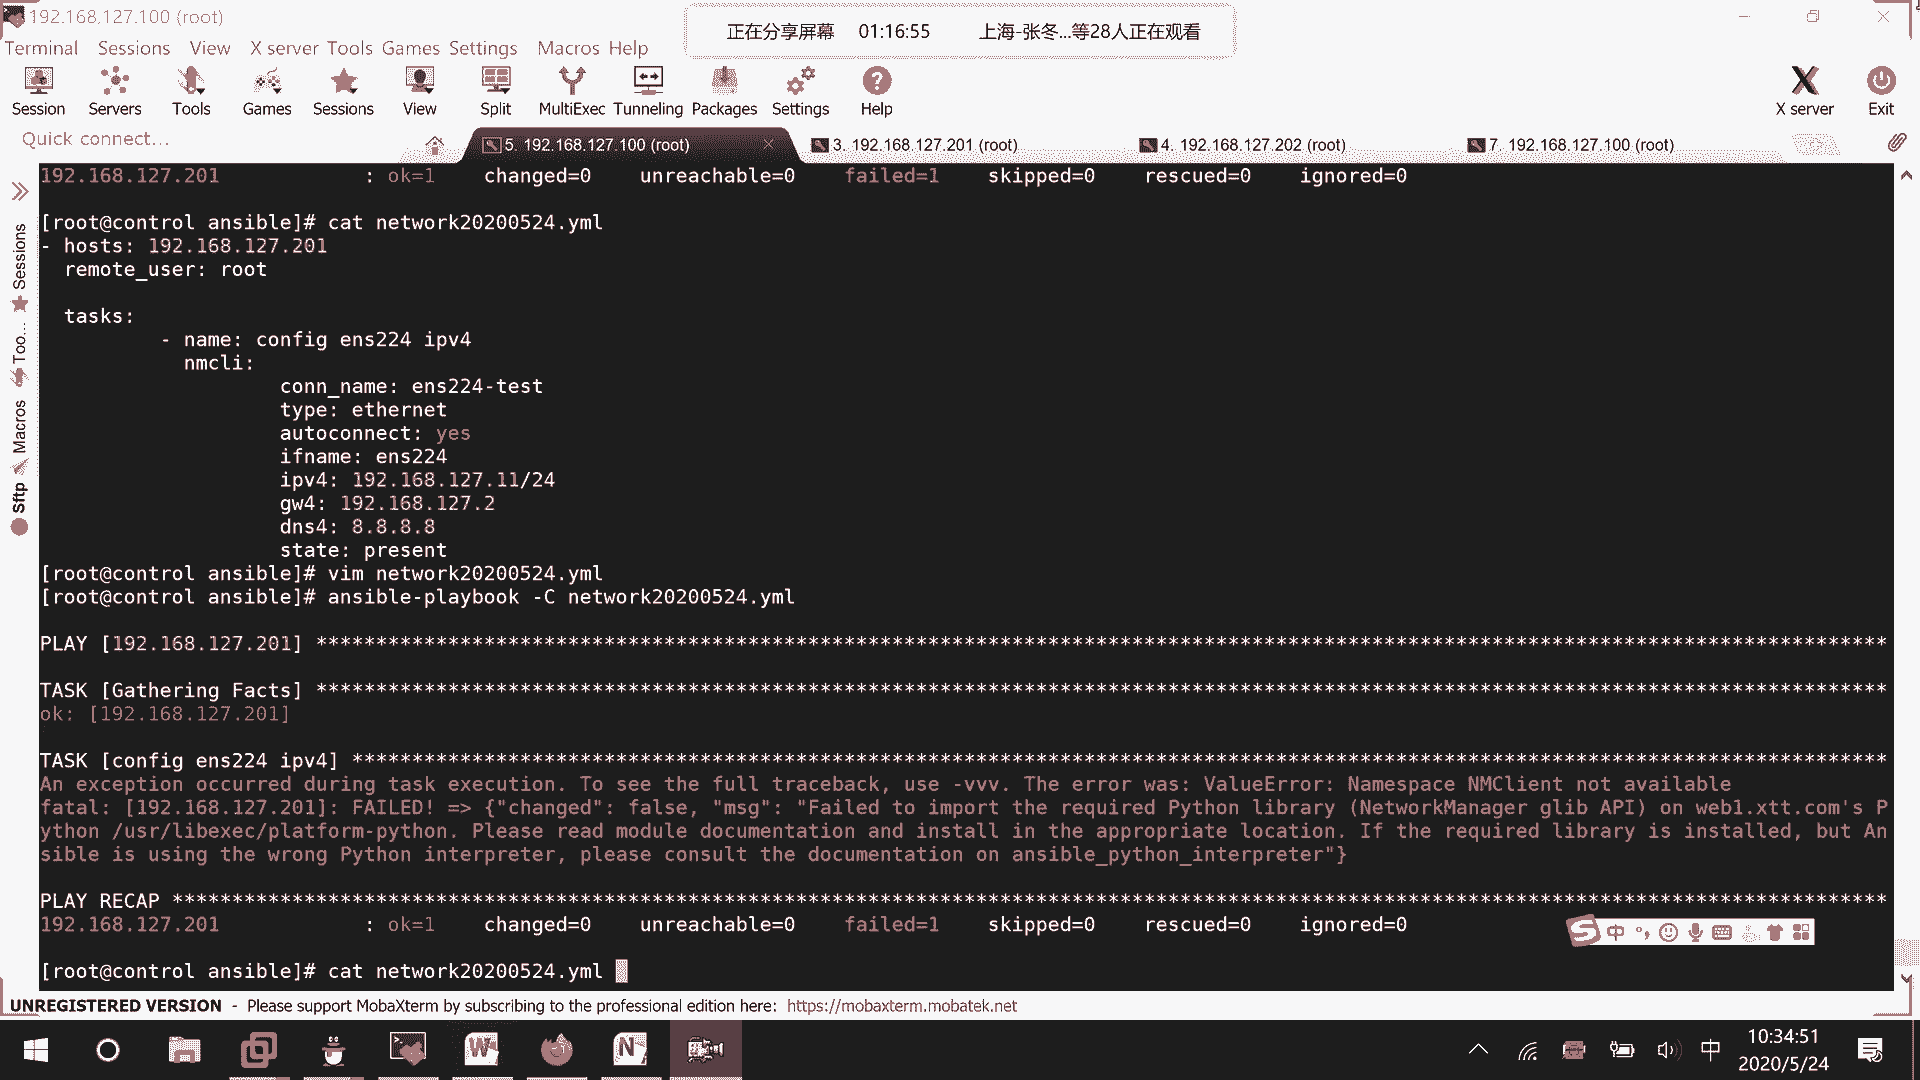 192.168.127.100 (root)
正在分享屏幕 01:16:55 上海-张冬...等28人正在观看
Terminal Sessions View X server Tools Games Settings Macros Help
Session Servers Tools Games Sessions View Split MultiExec Tunneling Packages Settings Help X server Exit
Quick connect...
5. 192.168.127.100 (root) 3. 192.168.127.201 (root) 4. 192.168.127.202 (root) 7. 192.168.127.100 (root)
Sessions
Too...
Macros
Sftp
192.168.127.201 : ok=1 changed=0 unreachable=0 failed=1 skipped=0 rescued=0 ignored=0
[root@control ansible]# cat network20200524.yml
- hosts: 192.168.127.201
remote_user: root
tasks:
- name: config ens224 ipv4
nmcli:
conn_name: ens224-test
type: ethernet
autoconnect: yes
ifname: ens224
ipv4: 192.168.127.11/24
gw4: 192.168.127.2
dns4: 8.8.8.8
state: present
[root@control ansible]# vim network20200524.yml
[root@control ansible]# ansible-playbook -C network20200524.yml
PLAY [192.168.127.201] ***********************************************************************************************************************************
TASK [Gathering Facts] ***********************************************************************************************************************************
ok: [192.168.127.201]
TASK [config ens224 ipv4] ********************************************************************************************************************************
An exception occurred during task execution. To see the full traceback, use -vvv. The error was: ValueError: Namespace NMClient not available
fatal: [192.168.127.201]: FAILED! => {"changed": false, "msg": "Failed to import the required Python library (NetworkManager glib API) on web1.xtt.com's P
ython /usr/libexec/platform-python. Please read module documentation and install in the appropriate location. If the required library is installed, but An
sible is using the wrong Python interpreter, please consult the documentation on ansible_python_interpreter"}
PLAY RECAP ***********************************************************************************************************************************************
192.168.127.201 : ok=1 changed=0 unreachable=0 failed=1 skipped=0 rescued=0 ignored=0
中
[root@control ansible]# cat network20200524.yml
UNREGISTERED VERSION - Please support MobaXterm by subscribing to the professional edition here: https://mobaxterm.mobatek.net
中 10:34:51
2020/5/24